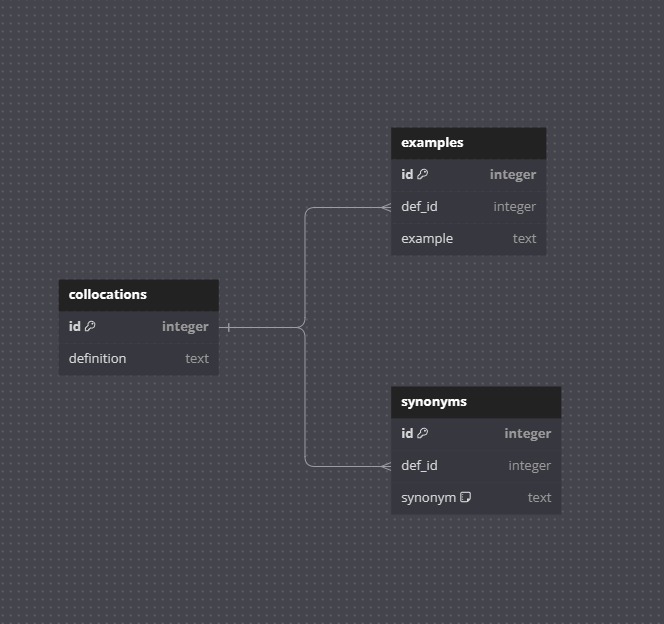 examples
id integer
def_id integer
example text
collocations
id integer
definition text
synonyms
id integer
def_id integer
synonym text